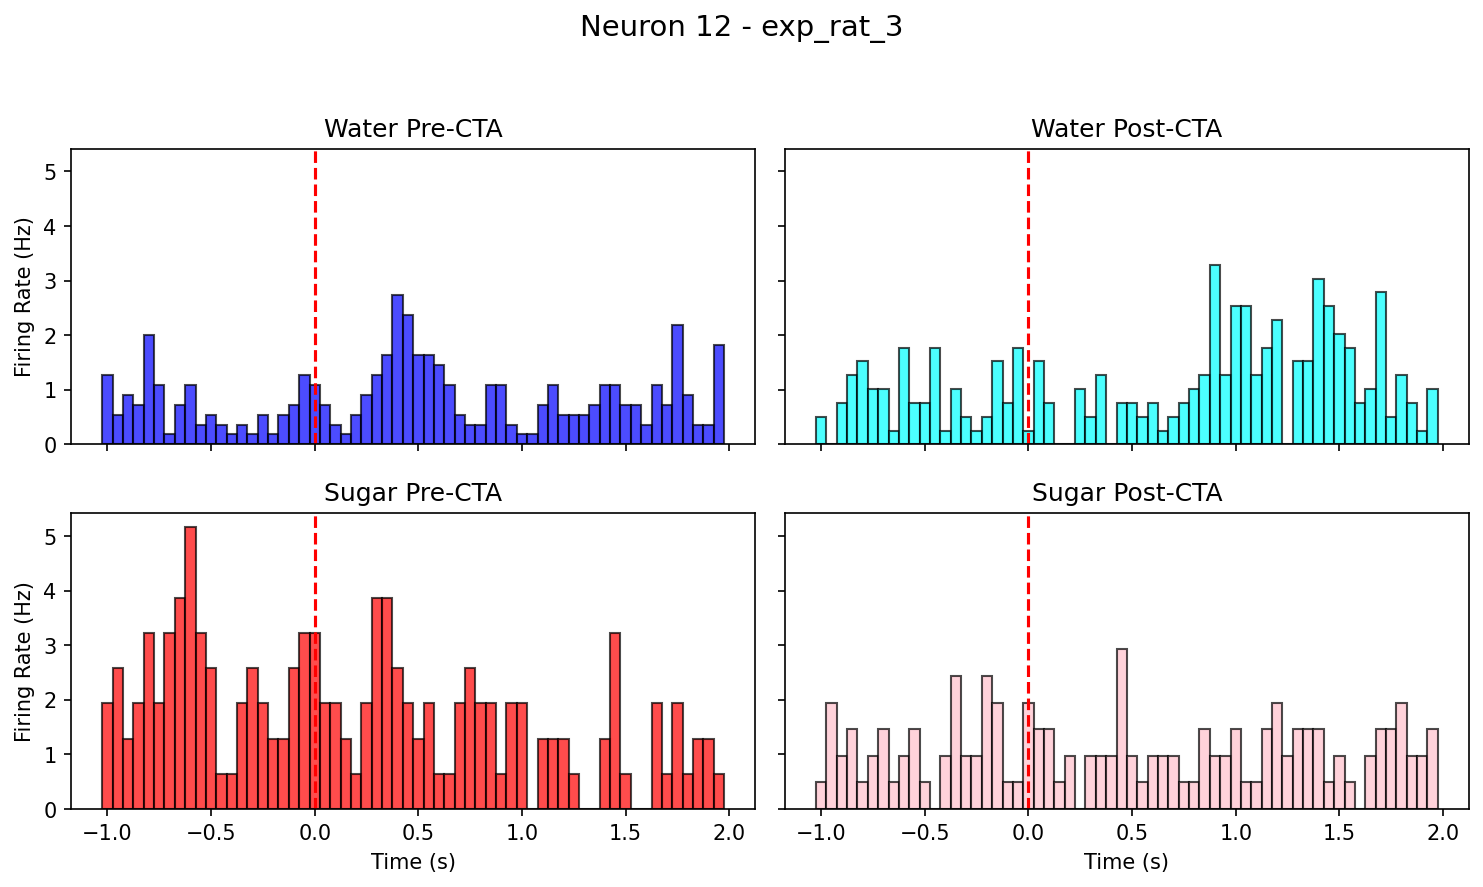 Neuron 12 - exp_rat_3
Water Pre-CTA
Water Post-CTA
Firing Rate (Hz)
5
4
3
2
1
0
Sugar Pre-CTA
Sugar Post-CTA
Firing Rate (Hz)
5
4
3
2
1
0
−1.0 −0.5 0.0 0.5 1.0 1.5 2.0
−1.0 −0.5 0.0 0.5 1.0 1.5 2.0
Time (s)
Time (s)